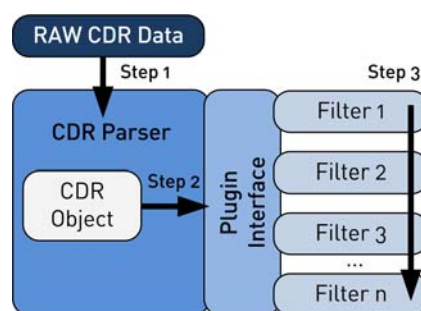 RAW CDR Data
Step 1
Step 3
CDR Parser
CDR
Object
Step 2
Plugin
Interface
Filter 1
Filter 2
Filter 3
...
Filter n